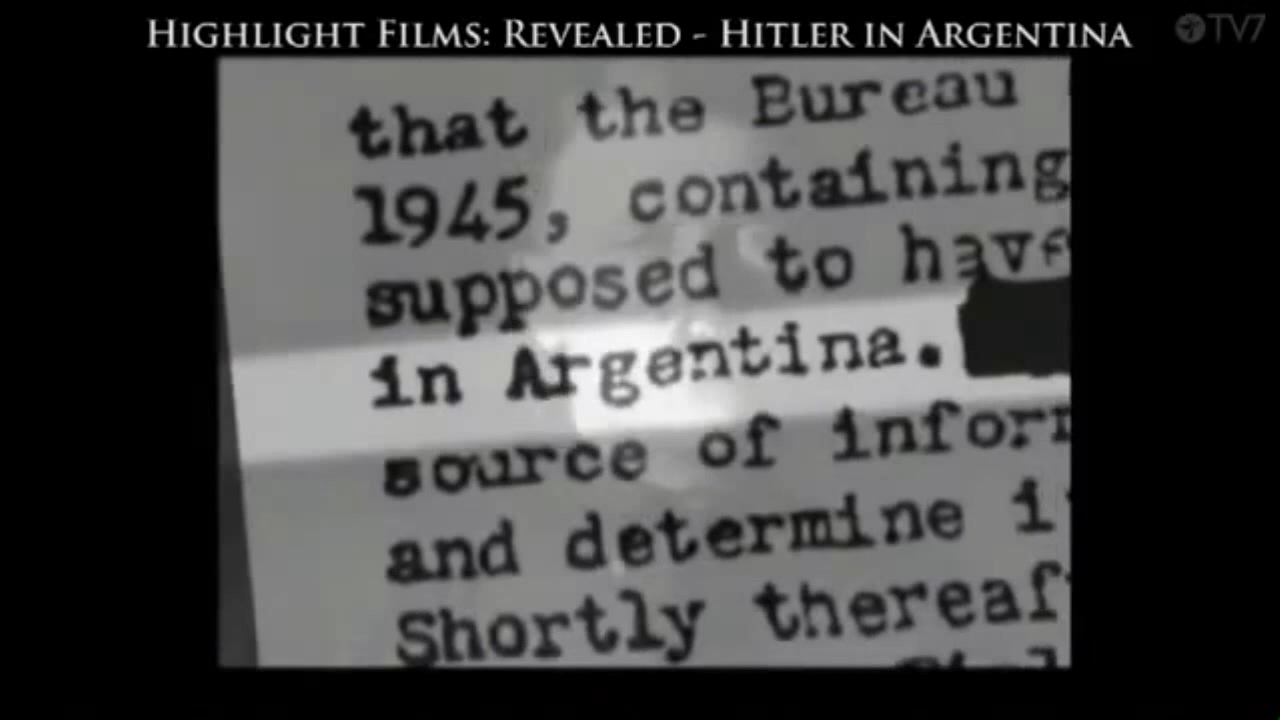 HIGHLIGHT FILMS: REVEALED - HITLER IN ARGENTINA
TV7
that the Bureau
1945, containing
supposed to have
in Argentina.
source of
and determine
Shortly